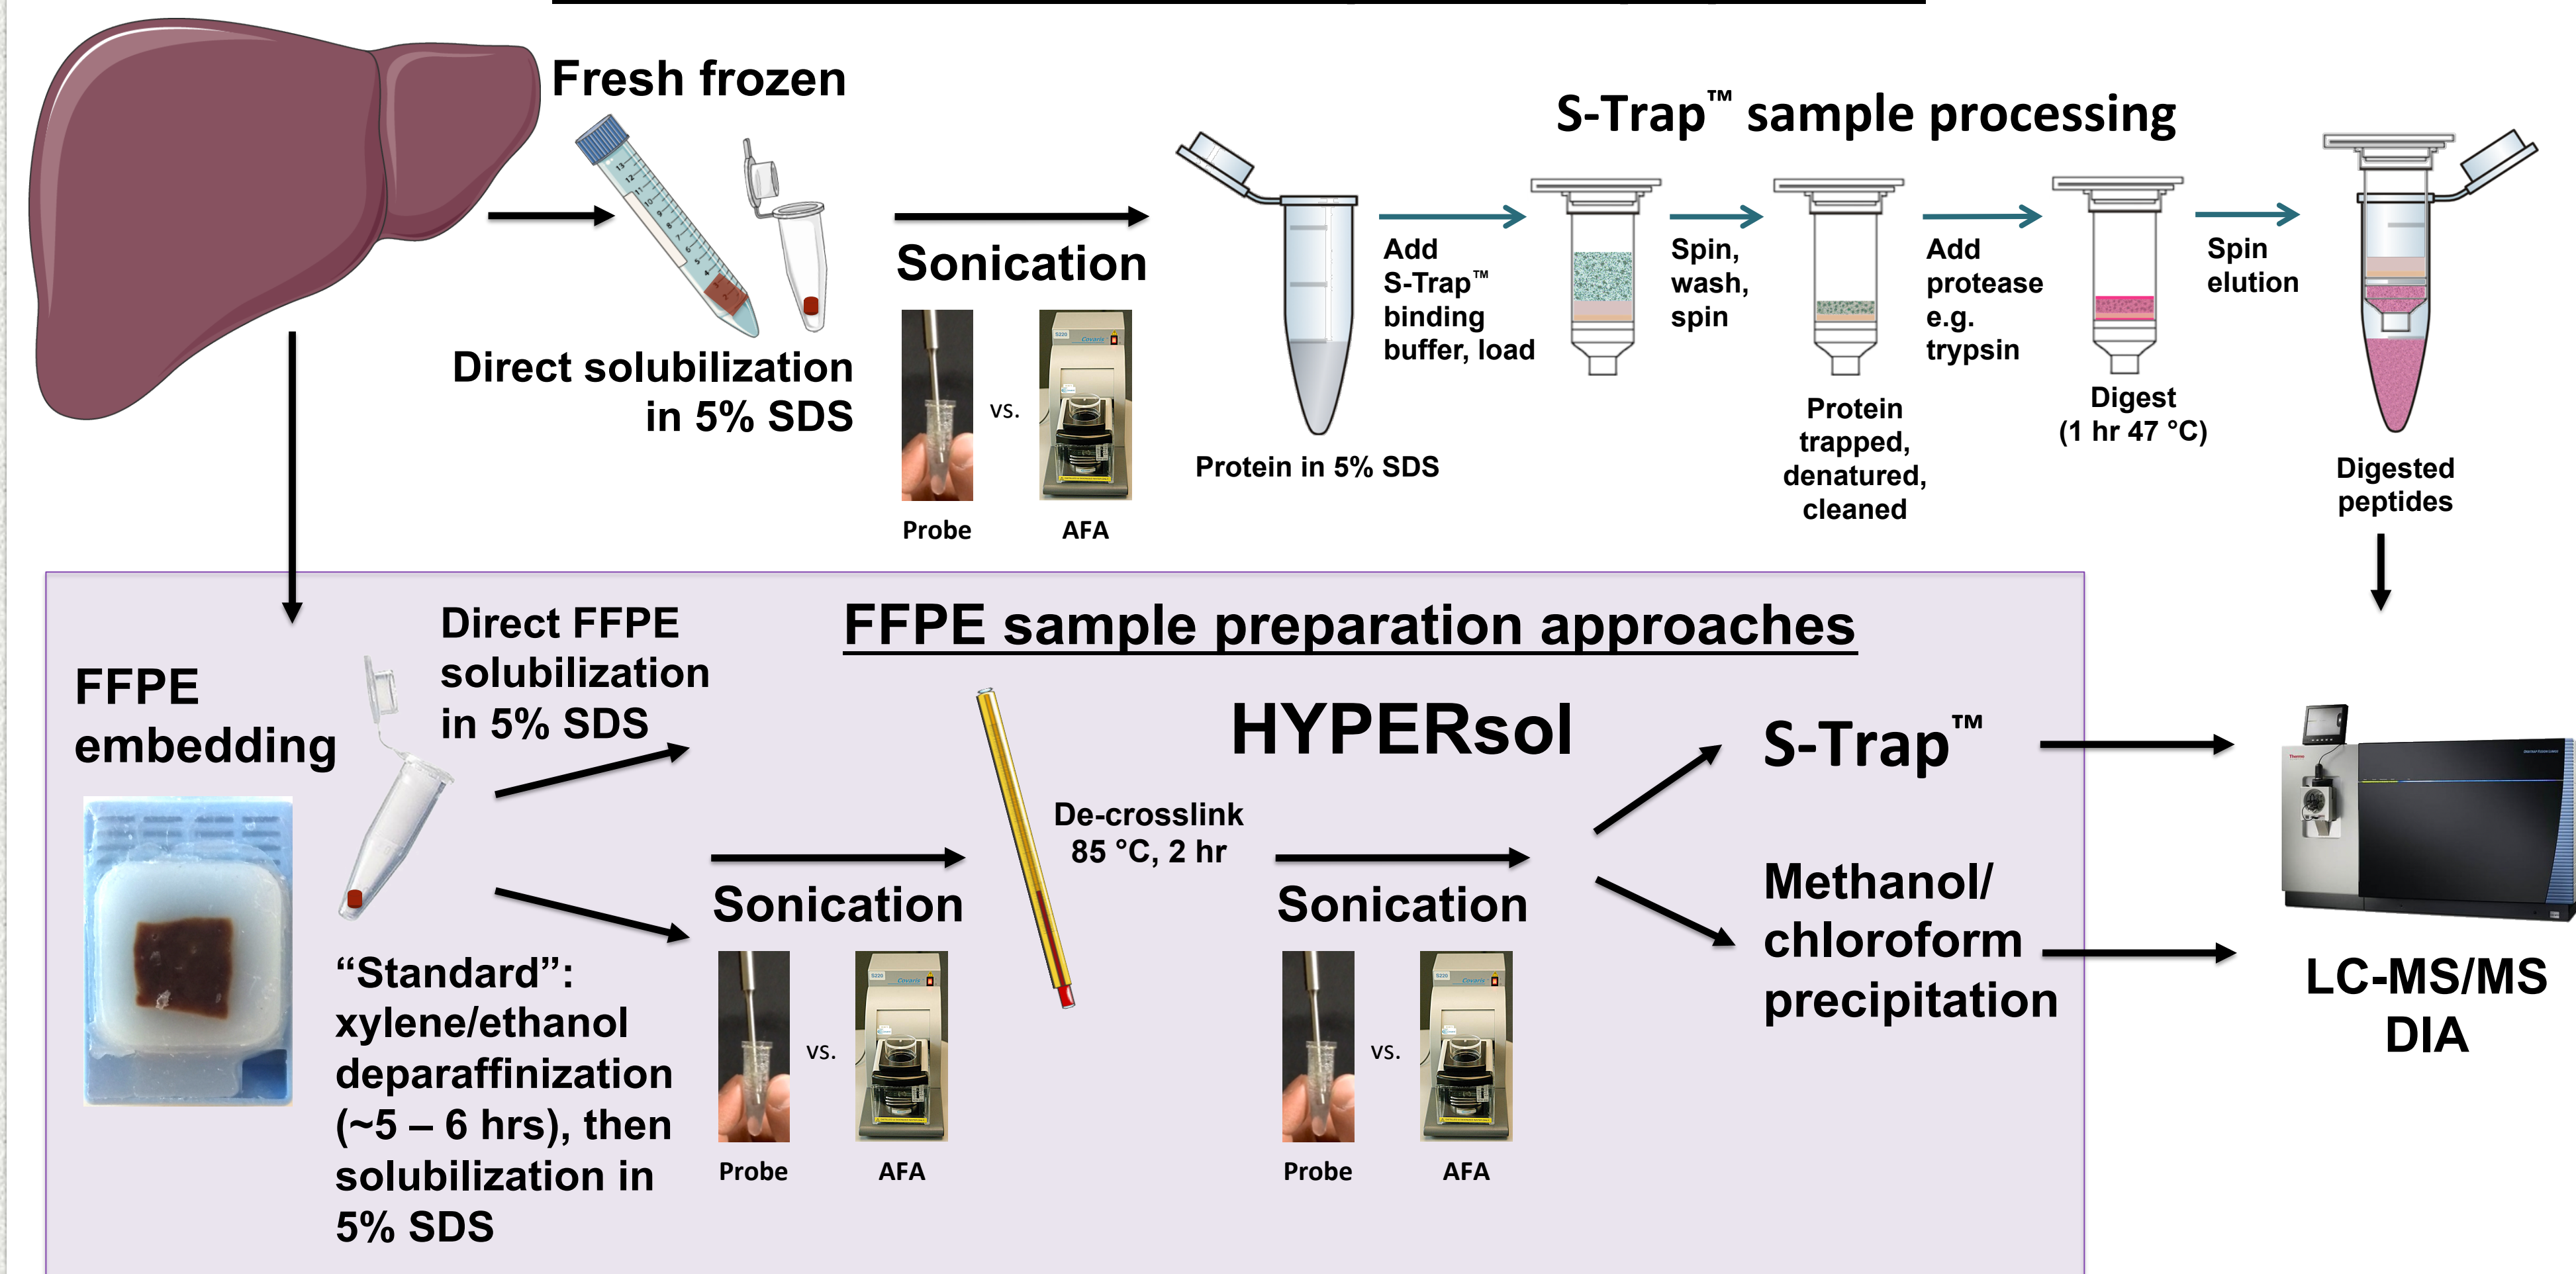 Fresh frozen
Direct solubilization
in 5% SDS
Sonication
vs.
Probe
AFA
Protein in 5% SDS
S-Trap™ sample processing
Add
S-Trap™
binding
buffer, load
Spin,
wash,
spin
Protein
trapped,
denatured,
cleaned
Add
protease
e.g.
trypsin
Digest
(1 hr 47 °C)
Spin
elution
Digested
peptides
FFPE sample preparation approaches
FFPE
embedding
Direct FFPE
solubilization
in 5% SDS
“Standard”:
xylene/ethanol
deparaffinization
(~5 – 6 hrs), then
solubilization in
5% SDS
Sonication
vs.
Probe
AFA
HYPERsol
De-crosslink
85 °C, 2 hr
Sonication
vs.
Probe
AFA
S-Trap™
Methanol/
chloroform
precipitation
LC-MS/MS
DIA